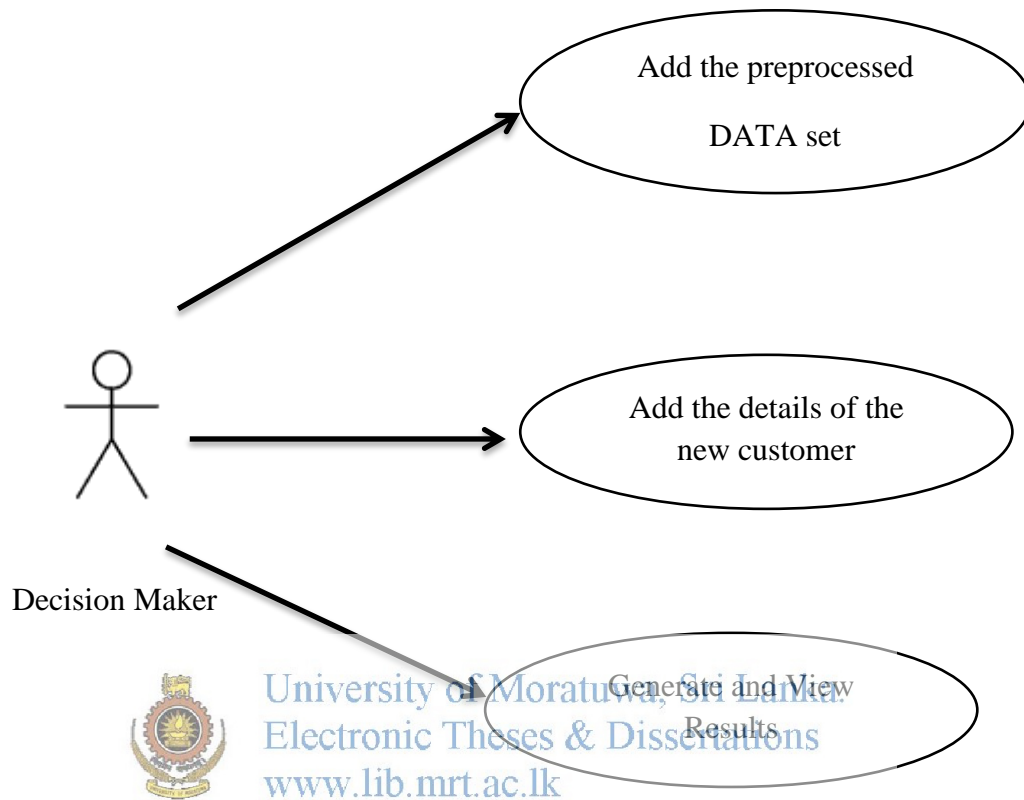 Add the preprocessed
DATA set
Add the details of the
new customer
Decision Maker
Generate and View
Results
University of Moratuwa, Sri Lanka.
Electronic Theses & Dissertations
www.lib.mrt.ac.lk